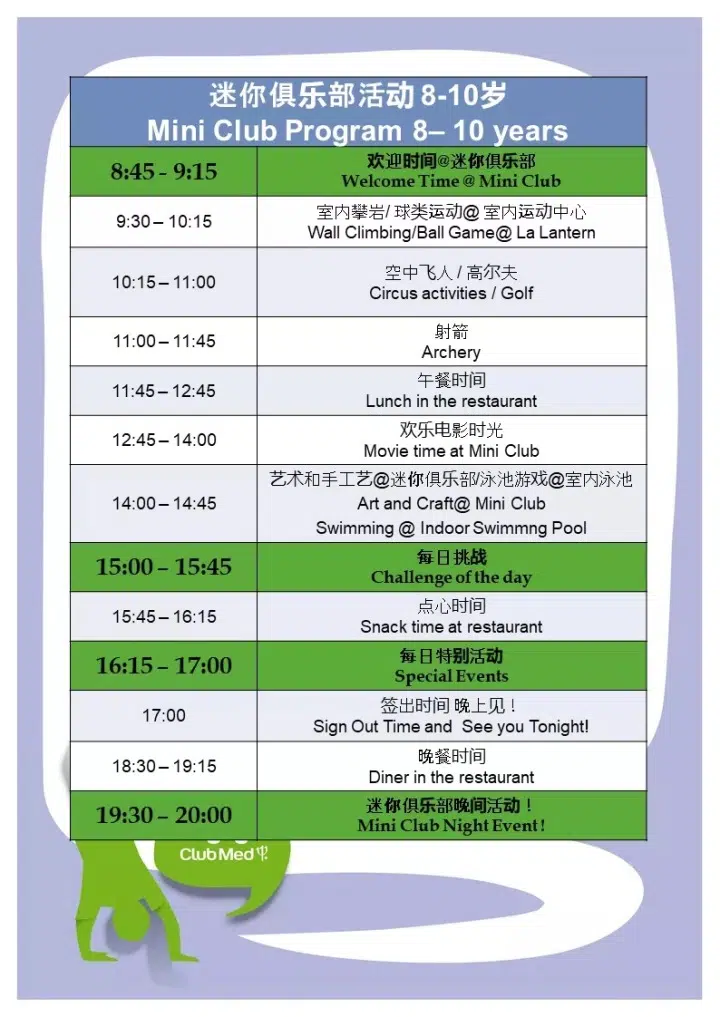 迷你俱乐部活动 8-10岁
Mini Club Program 8– 10 years
8:45 - 9:15
欢迎时间@迷你俱乐部
Welcome Time @ Mini Club
9:30 – 10:15
室内攀岩/ 球类运动@ 室内运动中心
Wall Climbing/Ball Game@ La Lantern
10:15 – 11:00
空中飞人 / 高尔夫
Circus activities / Golf
11:00 – 11:45
射箭
Archery
11:45 – 12:45
午餐时间
Lunch in the restaurant
12:45 – 14:00
欢乐电影时光
Movie time at Mini Club
14:00 – 14:45
艺术和手工艺@迷你俱乐部/泳池游戏@室内泳池
Art and Craft@ Mini Club
Swimming @ Indoor Swimmng Pool
15:00 – 15:45
每日挑战
Challenge of the day
15:45 – 16:15
点心时间
Snack time at restaurant
16:15 – 17:00
每日特别活动
Special Events
17:00
签出时间 晚上见！
Sign Out Time and See you Tonight!
18:30 – 19:15
晚餐时间
Diner in the restaurant
19:30 – 20:00
迷你俱乐部晚间活动！
Mini Club Night Event!
Club Med